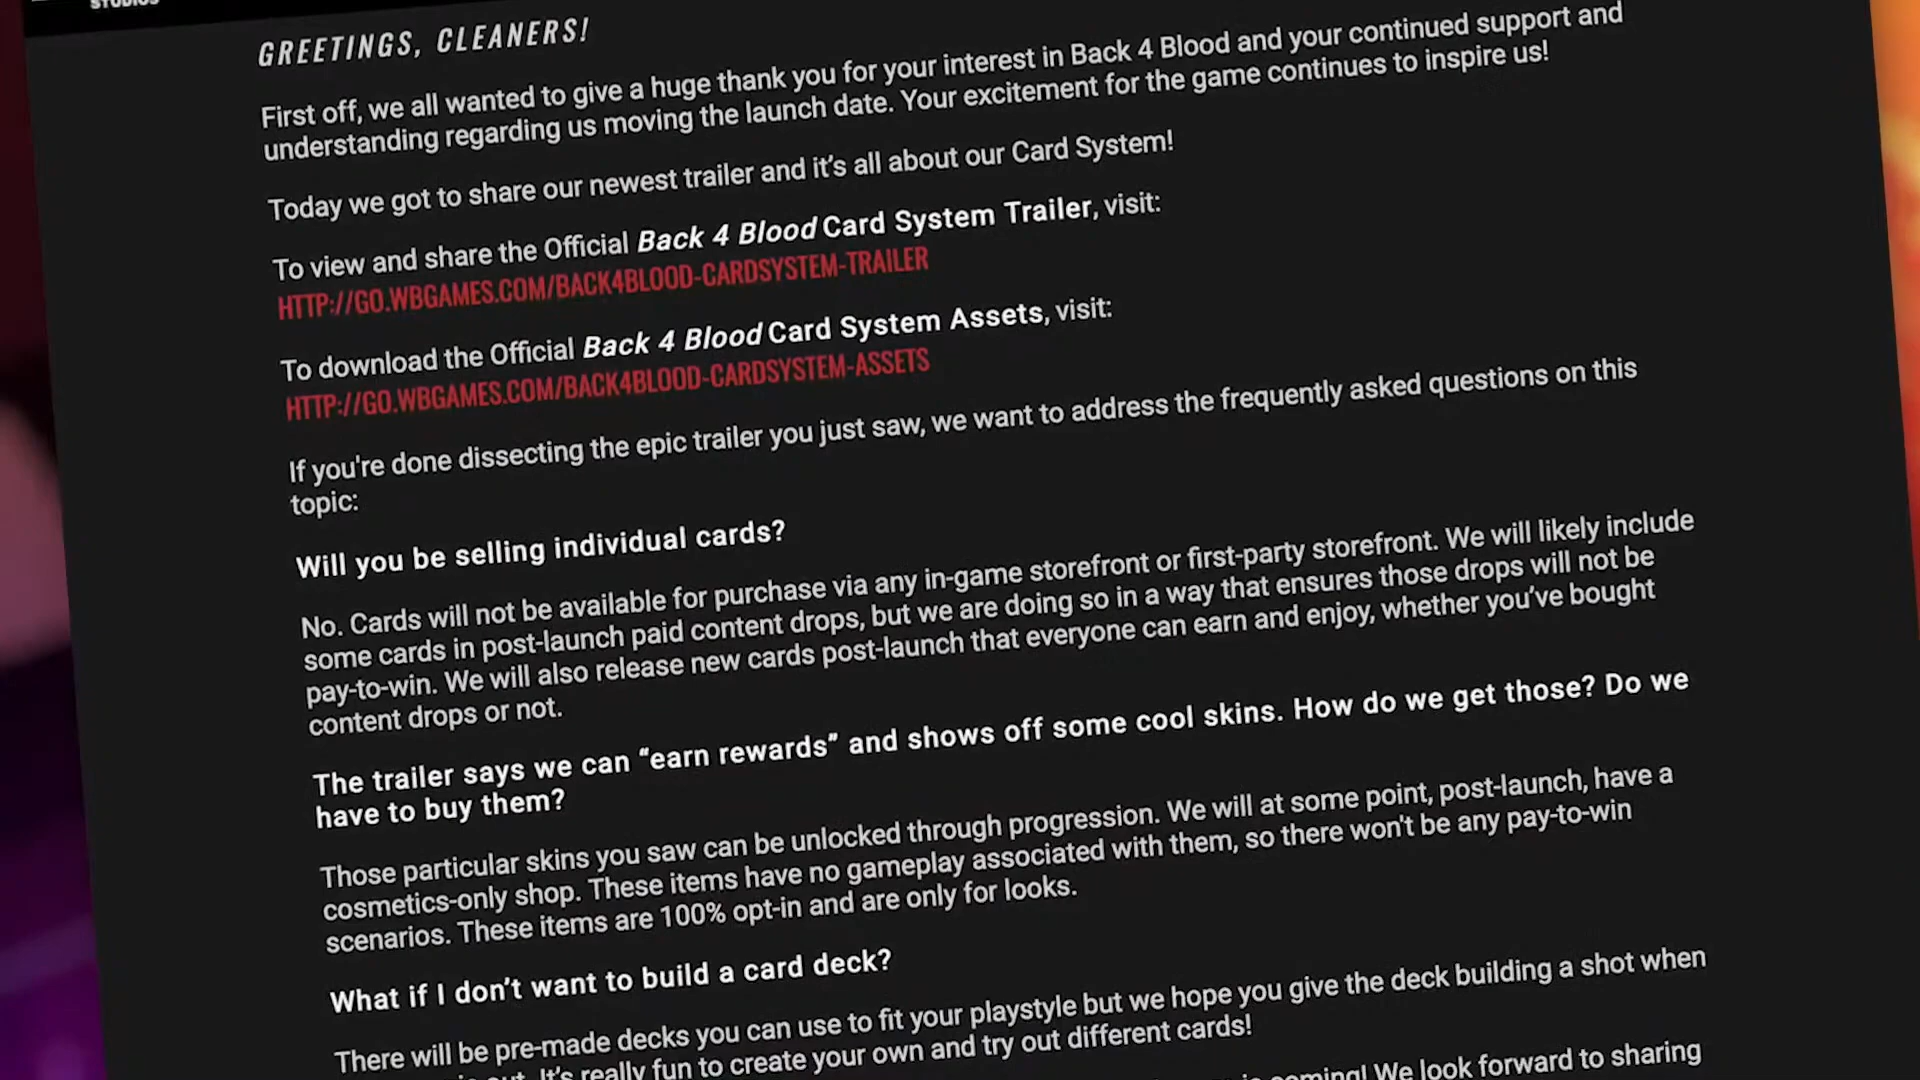 STUDIOS
GREETINGS, CLEANERS!
First off, we all wanted to give a huge thank you for your interest in Back 4 Blood and your continued support and
understanding regarding us moving the launch date. Your excitement for the game continues to inspire us!
Today we got to share our newest trailer and it’s all about our Card System!
To view and share the Official Back 4 Blood Card System Trailer, visit:
HTTP://GO.WBGAMES.COM/BACK4BLOOD-CARDSYSTEM-TRAILER
To download the Official Back 4 Blood Card System Assets, visit:
HTTP://GO.WBGAMES.COM/BACK4BLOOD-CARDSYSTEM-ASSETS
If you're done dissecting the epic trailer you just saw, we want to address the frequently asked questions on this
topic:
Will you be selling individual cards?
No. Cards will not be available for purchase via any in-game storefront or first-party storefront. We will likely include
some cards in post-launch paid content drops, but we are doing so in a way that ensures those drops will not be
pay-to-win. We will also release new cards post-launch that everyone can earn and enjoy, whether you’ve bought
content drops or not.
The trailer says we can “earn rewards” and shows off some cool skins. How do we get those? Do we
have to buy them?
Those particular skins you saw can be unlocked through progression. We will at some point, post-launch, have a
cosmetics-only shop. These items have no gameplay associated with them, so there won't be any pay-to-win
scenarios. These items are 100% opt-in and are only for looks.
What if I don’t want to build a card deck?
There will be pre-made decks you can use to fit your playstyle but we hope you give the deck building a shot when
out. It’s really fun to create your own and try out different cards!
coming! We look forward to sharing